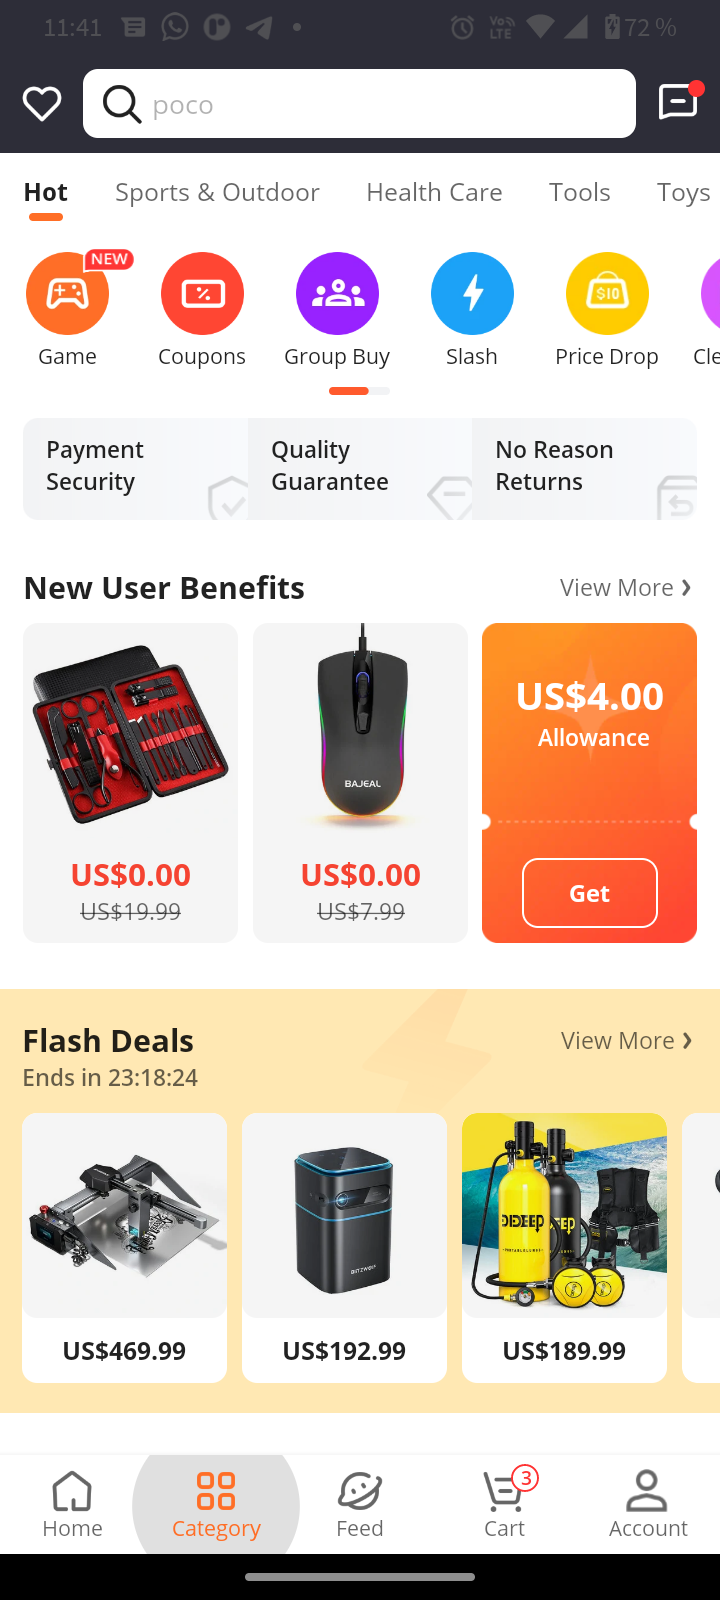 11:41 VoLTE 72 %
poco
Hot Sports & Outdoor Health Care Tools Toys
NEW
$10
Game Coupons Group Buy Slash Price Drop Cle
Payment Security
Quality Guarantee
No Reason Returns
New User Benefits View More
BAJEAL
US$4.00
Allowance
US$0.00 US$0.00
US$19.99 US$7.99
Get
Flash Deals View More
Ends in 23:18:24
BlitzWolf
DIDEEP
US$469.99 US$192.99 US$189.99
3
Home Category Feed Cart Account